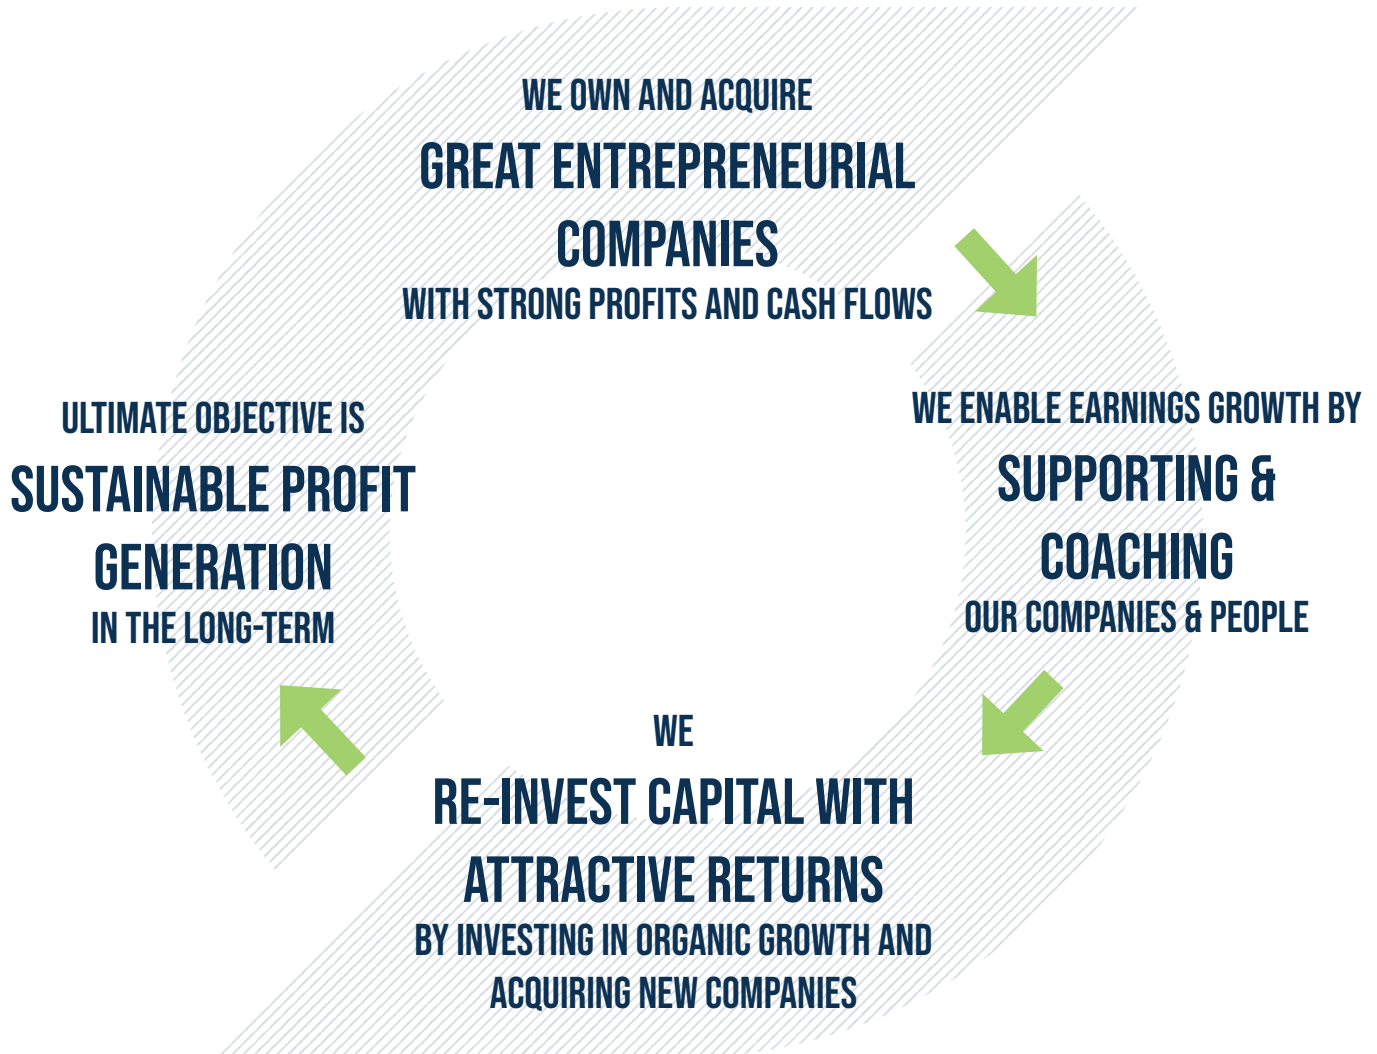 WE OWN AND ACQUIRE
GREAT ENTREPRENEURIAL
COMPANIES
WITH STRONG PROFITS AND CASH FLOWS
WE ENABLE EARNINGS GROWTH BY
SUPPORTING &
COACHING
OUR COMPANIES & PEOPLE
WE
RE-INVEST CAPITAL WITH
ATTRACTIVE RETURNS
BY INVESTING IN ORGANIC GROWTH AND
ACQUIRING NEW COMPANIES
ULTIMATE OBJECTIVE IS
SUSTAINABLE PROFIT
GENERATION
IN THE LONG-TERM